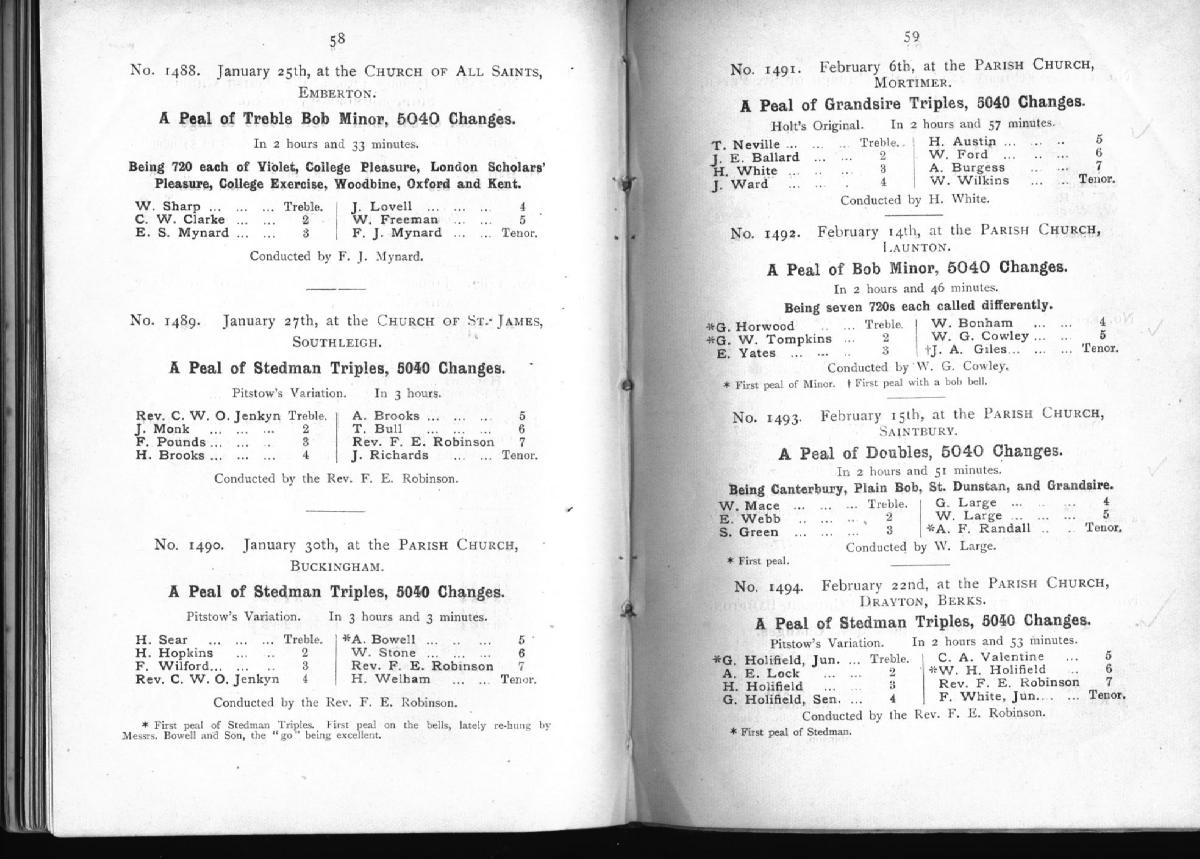 58
No. 1488. January 25th, at the CHURCH OF ALL SAINTS,
EMBERTON.
A Peal of Treble Bob Minor, 5040 Changes.
In 2 hours and 33 minutes.
Being 720 each of Violet, College Pleasure, London Scholars'
Pleasure, College Exercise, Woodbine, Oxford and Kent.
W. Sharp ... ... ... Treble. | J. Lovell ... ... ... 4
C. W. Clarke ... ... 2 | W. Freeman ... ... 5
E. S. Mynard ... ... 3 | F. J. Mynard ... ... Tenor.
Conducted by F. J. Mynard.
No. 1489. January 27th, at the CHURCH OF ST. JAMES,
SOUTHLEIGH.
A Peal of Stedman Triples, 5040 Changes.
Pitstow's Variation. In 3 hours.
Rev. C. W. O. Jenkyn Treble. | A. Brooks ... ... ... 5
J. Monk ... ... ... 2 | T. Bull ... ... ... 6
F. Pounds ... ... ... 3 | Rev. F. E. Robinson 7
H. Brooks ... ... ... 4 | J. Richards ... ... Tenor.
Conducted by the Rev. F. E. Robinson.
No. 1490. January 30th, at the PARISH CHURCH,
BUCKINGHAM.
A Peal of Stedman Triples, 5040 Changes.
Pitstow's Variation. In 3 hours and 3 minutes.
H. Sear ... ... ... Treble. | *A. Bowell ... ... ... 5
H. Hopkins ... ... 2 | W. Stone ... ... ... 6
F. Wilford... ... ... 3 | Rev. F. E. Robinson 7
Rev. C. W. O. Jenkyn 4 | H. Welham ... ... Tenor.
Conducted by the Rev. F. E. Robinson.
* First peal of Stedman Triples. First peal on the bells, lately re-hung by
Messrs. Bowell and Son, the "go" being excellent.
59
No. 1491. February 6th, at the PARISH CHURCH,
MORTIMER.
A Peal of Grandsire Triples, 5040 Changes.
Holt's Original. In 2 hours and 57 minutes.
T. Neville ... ... ... Treble. | H. Austin ... ... ... 5
J. E. Ballard ... ... 2 | W. Ford ... ... ... 6
H. White ... ... ... 3 | A. Burgess ... ... 7
J. Ward ... ... ... 4 | W. Wilkins ... ... Tenor.
Conducted by H. White.
No. 1492. February 14th, at the PARISH CHURCH,
LAUNTON.
A Peal of Bob Minor, 5040 Changes.
In 2 hours and 46 minutes.
Being seven 720s each called differently.
*G. Horwood ... ... Treble. | W. Bonham ... ... 4
*G. W. Tompkins ... 2 | W. G. Cowley ... ... 5
E. Yates ... ... ... 3 | †J. A. Giles... ... ... Tenor.
Conducted by W. G. Cowley.
* First peal of Minor. † First peal with a bob bell.
No. 1493. February 15th, at the PARISH CHURCH,
SAINTBURY.
A Peal of Doubles, 5040 Changes.
In 2 hours and 51 minutes.
Being Canterbury, Plain Bob, St. Dunstan, and Grandsire.
W. Mace ... ... ... Treble. | G. Large ... ... ... 4
E. Webb ... ... ... 2 | W. Large ... ... ... 5
S. Green ... ... ... 3 | *A. F. Randall ... ... Tenor.
Conducted by W. Large.
* First peal.
No. 1494. February 22nd, at the PARISH CHURCH,
DRAYTON, BERKS.
A Peal of Stedman Triples, 5040 Changes.
Pitstow's Variation. In 2 hours and 53 minutes.
*G. Holifield, Jun. ... Treble. | C. A. Valentine ... 5
A. E. Lock ... ... 2 | *W. H. Holifield ... 6
H. Holifield ... ... 3 | Rev. F. E. Robinson 7
G. Holifield, Sen. ... 4 | F. White, Jun. ... ... Tenor.
Conducted by the Rev. F. E. Robinson.
* First peal of Stedman.